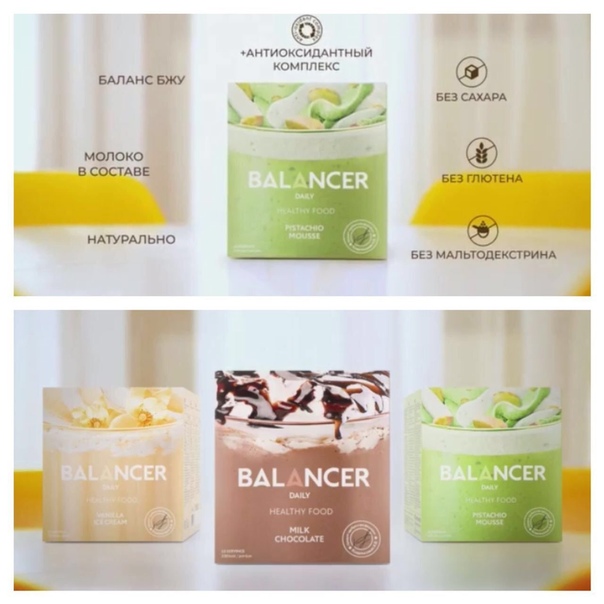 +АНТИОКСИДАНТНЫЙ
КОМПЛЕКС
БАЛАНС БЖУ
БЕЗ САХАРА
МОЛОКО
В СОСТАВЕ
БЕЗ ГЛЮТЕНА
НАТУРАЛЬНО
БЕЗ МАЛЬТОДЕКСТРИНА
BALANCER
DAILY
HEALTHY FOOD
PISTACHIO
MOUSSE
BALANCER
DAILY
HEALTHY FOOD
VANILLA
ICE CREAM
BALANCER
DAILY
HEALTHY FOOD
MILK
CHOCOLATE
BALANCER
DAILY
HEALTHY FOOD
PISTACHIO
MOUSSE